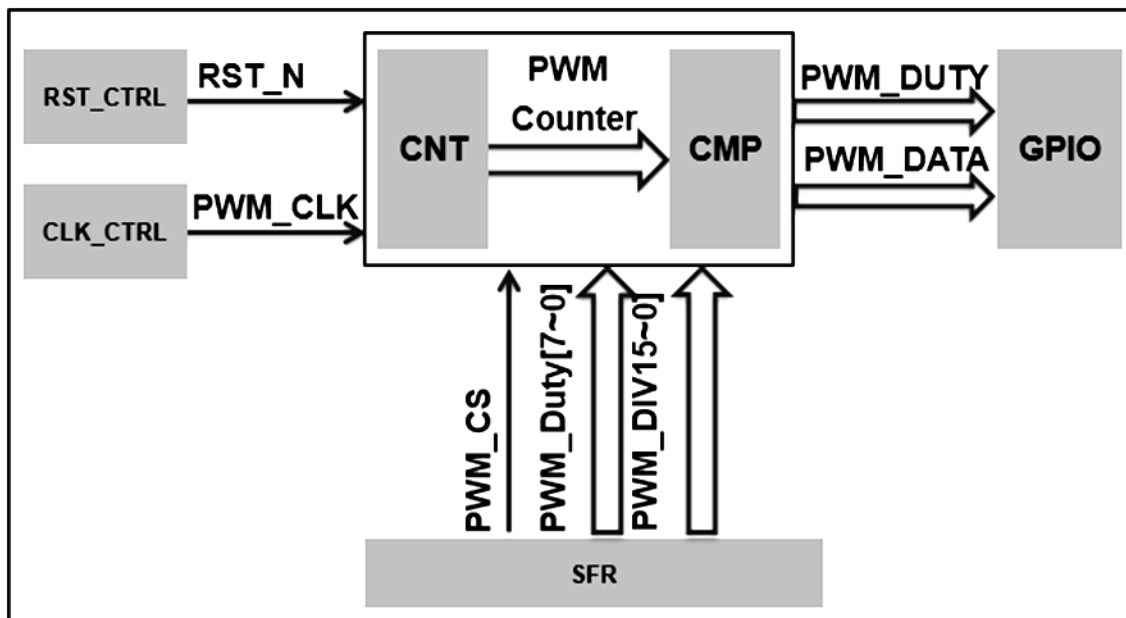 RST_CTRL
RST_N
PWM
Counter
CNT
CMP
PWM_DUTY
PWM_DATA
GPIO
CLK_CTRL
PWM_CLK
PWM_CS
PWM_Duty[7~0]
PWM_DIV15~0]
SFR